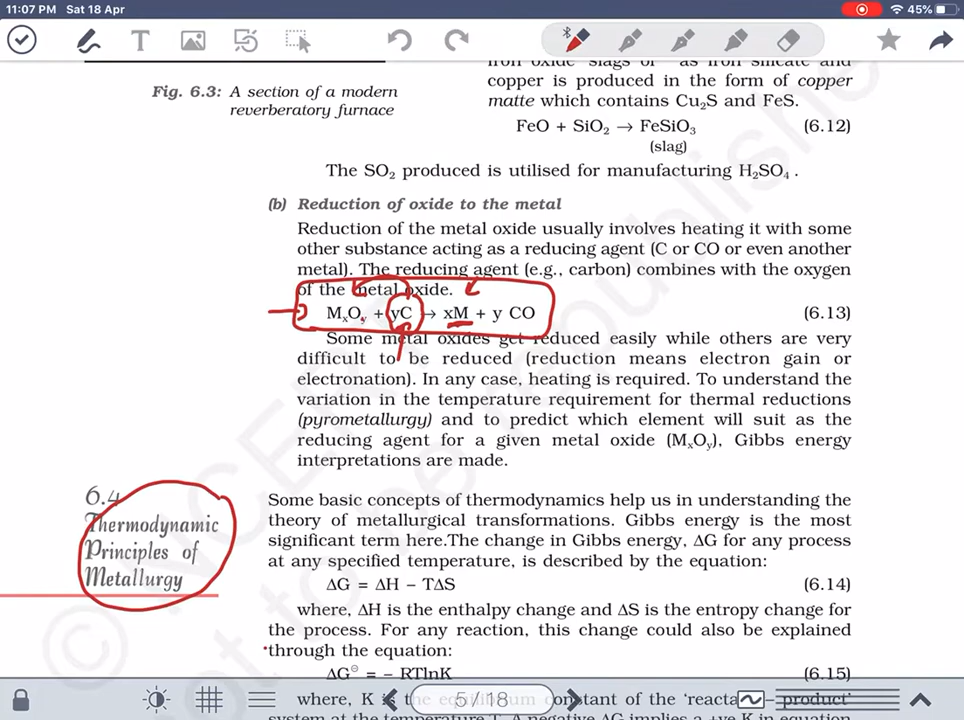 11:07 PM Sat 18 Apr
45%
T
iron oxide 'slags of' as iron silicate and
copper is produced in the form of copper
matte which contains Cu₂S and FeS.
Fig. 6.3: A section of a modern
reverberatory furnace
FeO + SiO₂ → FeSiO₃ (6.12)
(slag)
The SO₂ produced is utilised for manufacturing H₂SO₄ .
(b) Reduction of oxide to the metal
Reduction of the metal oxide usually involves heating it with some
other substance acting as a reducing agent (C or CO or even another
metal). The reducing agent (e.g., carbon) combines with the oxygen
of the metal oxide.
MₓOᵧ + yC → xM + y CO (6.13)
Some metal oxides get reduced easily while others are very
difficult to be reduced (reduction means electron gain or
electronation). In any case, heating is required. To understand the
variation in the temperature requirement for thermal reductions
(pyrometallurgy) and to predict which element will suit as the
reducing agent for a given metal oxide (MₓOᵧ), Gibbs energy
interpretations are made.
6.4
Thermodynamic
Principles of
Metallurgy
Some basic concepts of thermodynamics help us in understanding the
theory of metallurgical transformations. Gibbs energy is the most
significant term here.The change in Gibbs energy, ΔG for any process
at any specified temperature, is described by the equation:
ΔG = ΔH – TΔS (6.14)
where, ΔH is the enthalpy change and ΔS is the entropy change for
the process. For any reaction, this change could also be explained
through the equation:
ΔG⊖ = – RTlnK (6.15)
where, K is the equilibrium constant of the 'reactant – product'
system at the temperature T. A negative ΔG implies a +ve K in equation
5 / 18